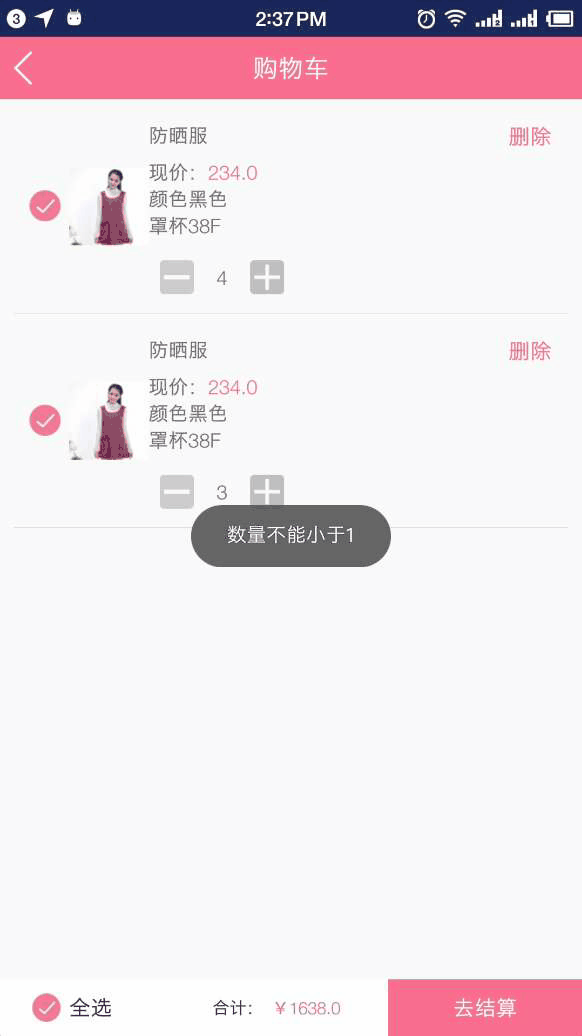 3 2:37 PM 2 1
购物车
防晒服 删除
现价：234.0
颜色黑色
罩杯38F
4
防晒服 删除
现价：234.0
颜色黑色
罩杯38F
3
数量不能小于1
全选 合计： ￥1638.0 去结算